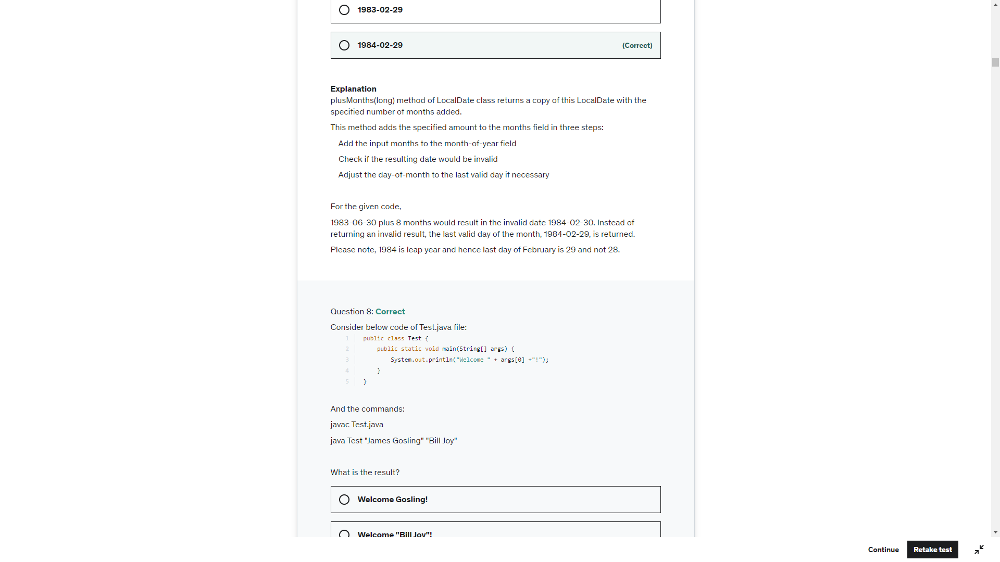 1983-02-29
1984-02-29 (Correct)
Explanation
plusMonths(long) method of LocalDate class returns a copy of this LocalDate with the
specified number of months added.
This method adds the specified amount to the months field in three steps:
Add the input months to the month-of-year field
Check if the resulting date would be invalid
Adjust the day-of-month to the last valid day if necessary
For the given code,
1983-06-30 plus 8 months would result in the invalid date 1984-02-30. Instead of
returning an invalid result, the last valid day of the month, 1984-02-29, is returned.
Please note, 1984 is leap year and hence last day of February is 29 and not 28.
Question 8: Correct
Consider below code of Test.java file:
1 public class Test {
2 public static void main(String[] args) {
3 System.out.println("Welcome " + args[0] +"!");
4 }
5 }
And the commands:
javac Test.java
java Test "James Gosling" "Bill Joy"
What is the result?
Welcome Gosling!
Welcome "Bill Joy"!
Continue Retake test